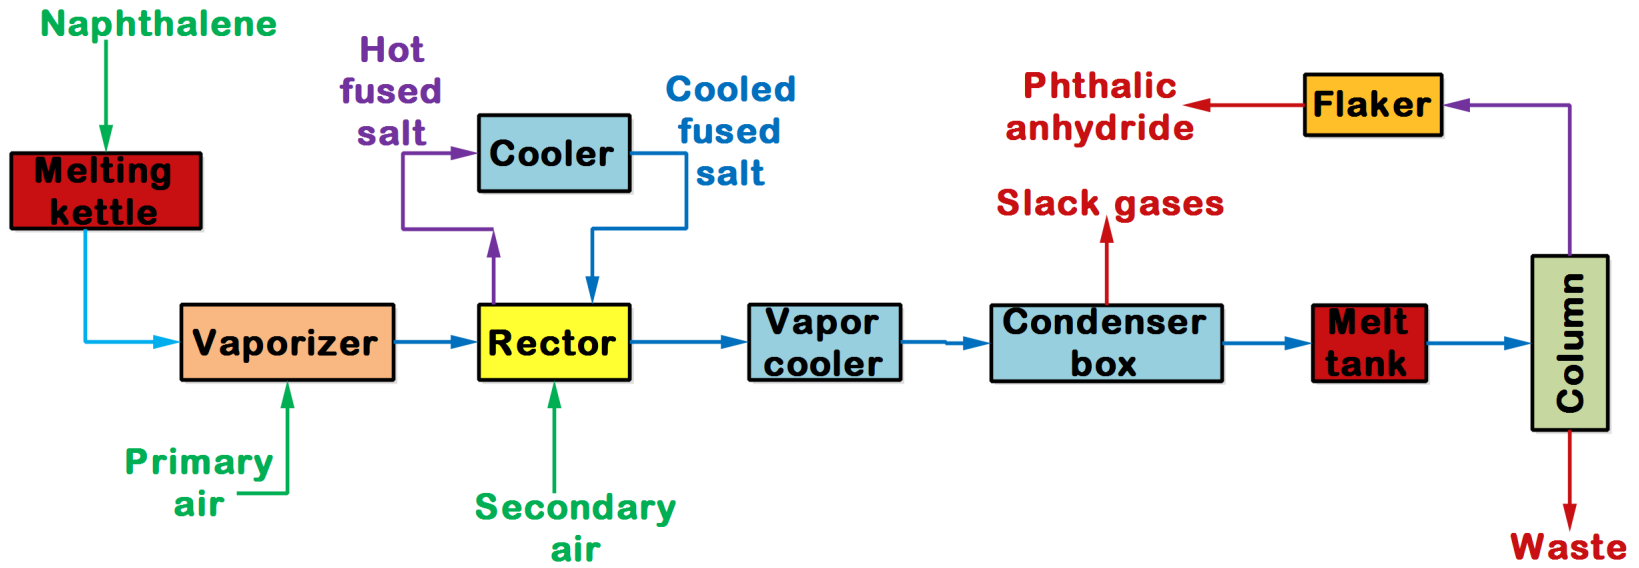 Naphthalene
Melting
kettle
Hot
fused
salt
Cooler
Cooled
fused
salt
Phthalic
anhydride
Flaker
Slack gases
Vaporizer
Rector
Vapor
cooler
Condenser
box
Melt
tank
Column
Primary
air
Secondary
air
Waste